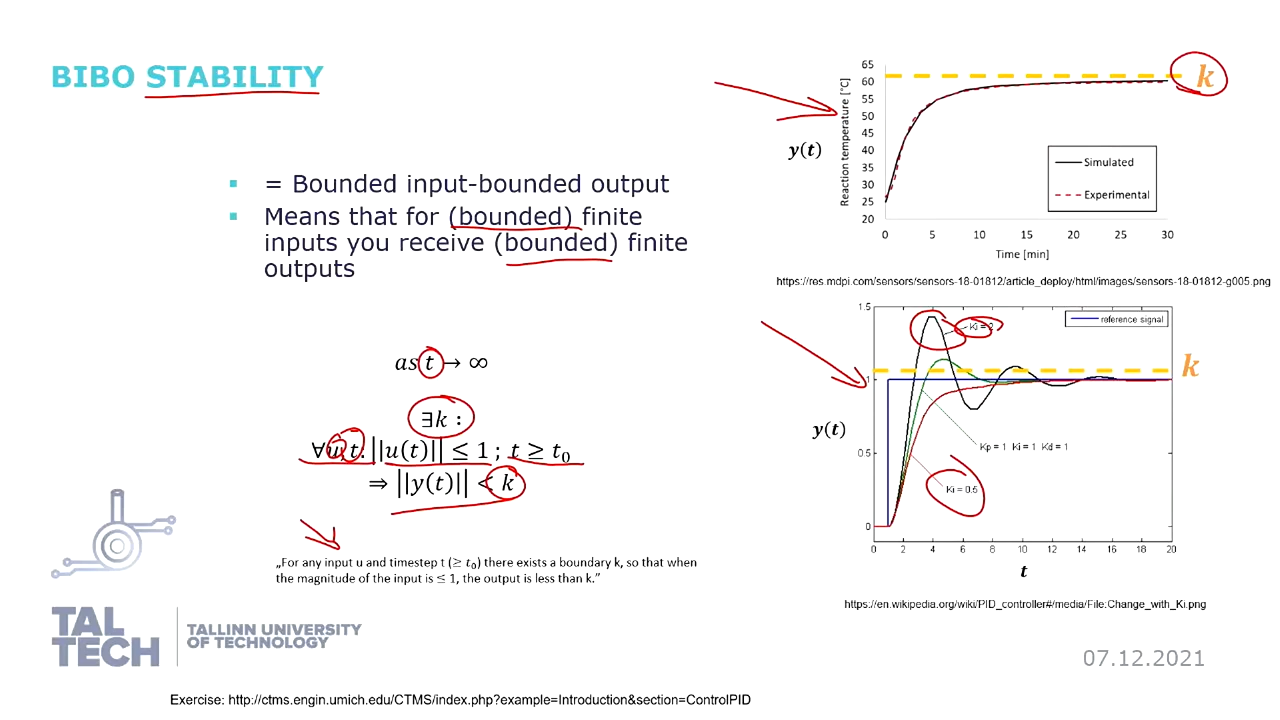 BIBO STABILITY
▪ = Bounded input-bounded output
▪ Means that for (bounded) finite
inputs you receive (bounded) finite
outputs
as t → ∞
∃k :
∀u,t: ||u(t)|| ≤ 1 ; t ≥ t₀
⇒ ||y(t)|| < k
„For any input u and timestep t (≥ t₀) there exists a boundary k, so that when
the magnitude of the input is ≤ 1, the output is less than k.”
TAL
TECH
TALLINN UNIVERSITY
OF TECHNOLOGY
Exercise: http://ctms.engin.umich.edu/CTMS/index.php?example=Introduction&section=ControlPID
k
y(t)
Reaction temperature [°C]
65
60
55
50
45
40
35
30
25
20
Simulated
Experimental
0 5 10 15 20 25 30
Time [min]
https://res.mdpi.com/sensors/sensors-18-01812/article_deploy/html/images/sensors-18-01812-g005.png
1.5
reference signal
Ki = 2
k
1
y(t)
Kp = 1 Ki = 1 Kd = 1
0.5
Ki = 0.5
0
0 2 4 6 8 10 12 14 16 18 20
t
https://en.wikipedia.org/wiki/PID_controller#/media/File:Change_with_Ki.png
07.12.2021